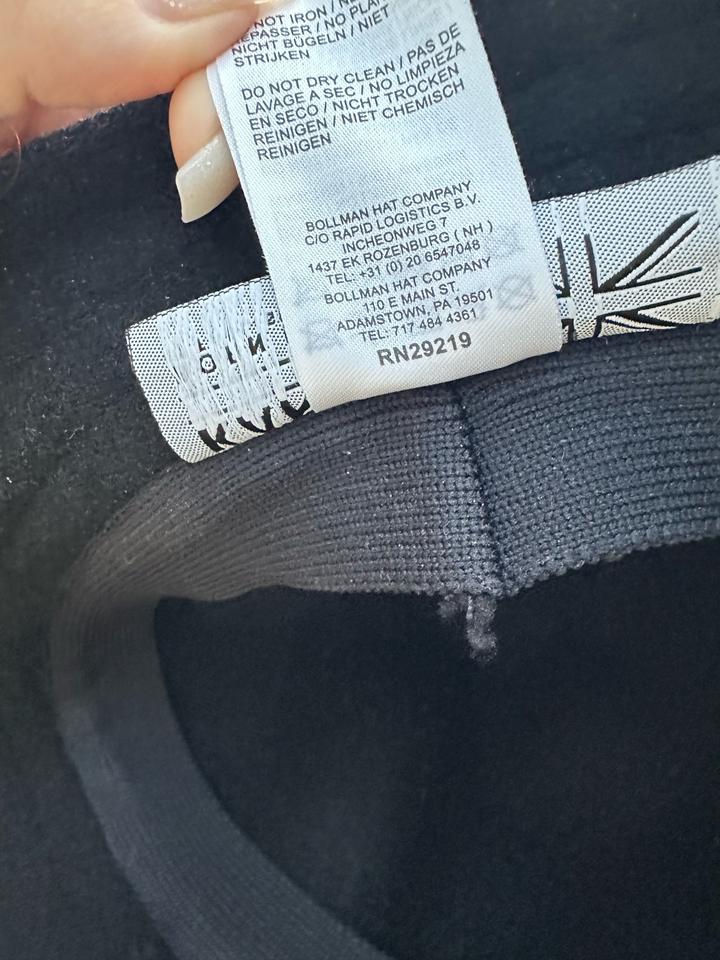 NOT IRON / NE
REPASSER / NO PLAN
NICHT BÜGELN / NIET
STRIJKEN
DO NOT DRY CLEAN / PAS DE
LAVAGE A SEC / NO LIMPIEZA
EN SECO / NICHT TROCKEN
REINIGEN / NIET CHEMISCH
REINIGEN
BOLLMAN HAT COMPANY
C/O RAPID LOGISTICS B.V.
INCHEONWEG 7
1437 EK ROZENBURG ( NH )
TEL: +31 (0) 20 6547048
BOLLMAN HAT COMPANY
110 E MAIN ST.
ADAMSTOWN, PA 19501
TEL: 717 484 4361
RN29219